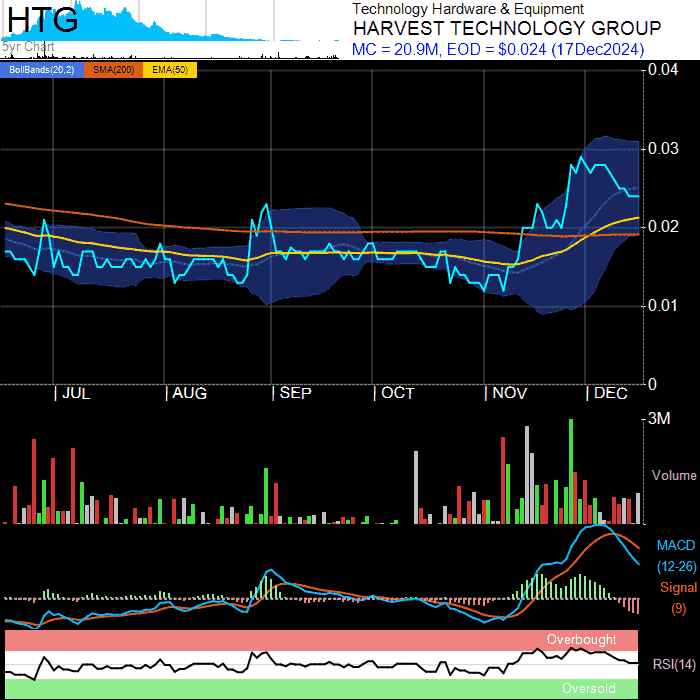 HTG
5yr Chart
Technology Hardware & Equipment
HARVEST TECHNOLOGY GROUP
MC = 20.9M, EOD = $0.024 (17Dec2024)
BollBands(20,2) SMA(200) EMA(50)
0.04
0.03
0.02
0.01
0
JUL AUG SEP OCT NOV DEC
3M
Volume
MACD
(12-26)
Signal
(9)
Overbought
RSI(14)
Oversold